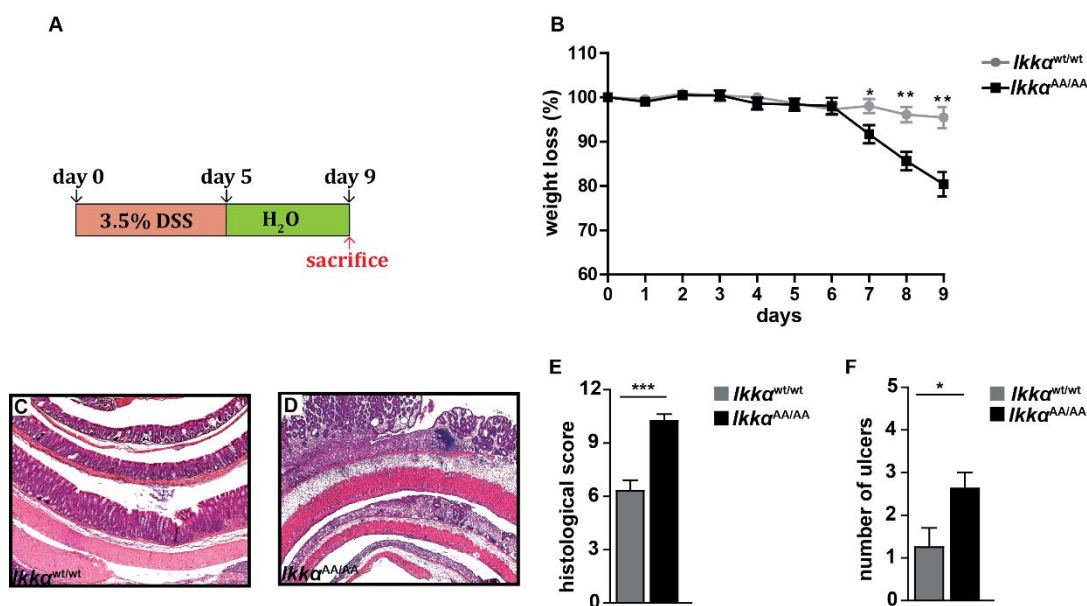 A
day 0 day 5 day 9
3.5% DSS H₂O
sacrifice
B
110
100
90
80
70
60
weight loss (%)
0 1 2 3 4 5 6 7 8 9
days
* ** **
Ikkα^wt/wt
Ikkα^AA/AA
C
Ikkα^wt/wt
D
Ikkα^AA/AA
E
12
9
6
3
0
histological score
***
Ikkα^wt/wt
Ikkα^AA/AA
F
5
4
3
2
1
0
number of ulcers
*
Ikkα^wt/wt
Ikkα^AA/AA